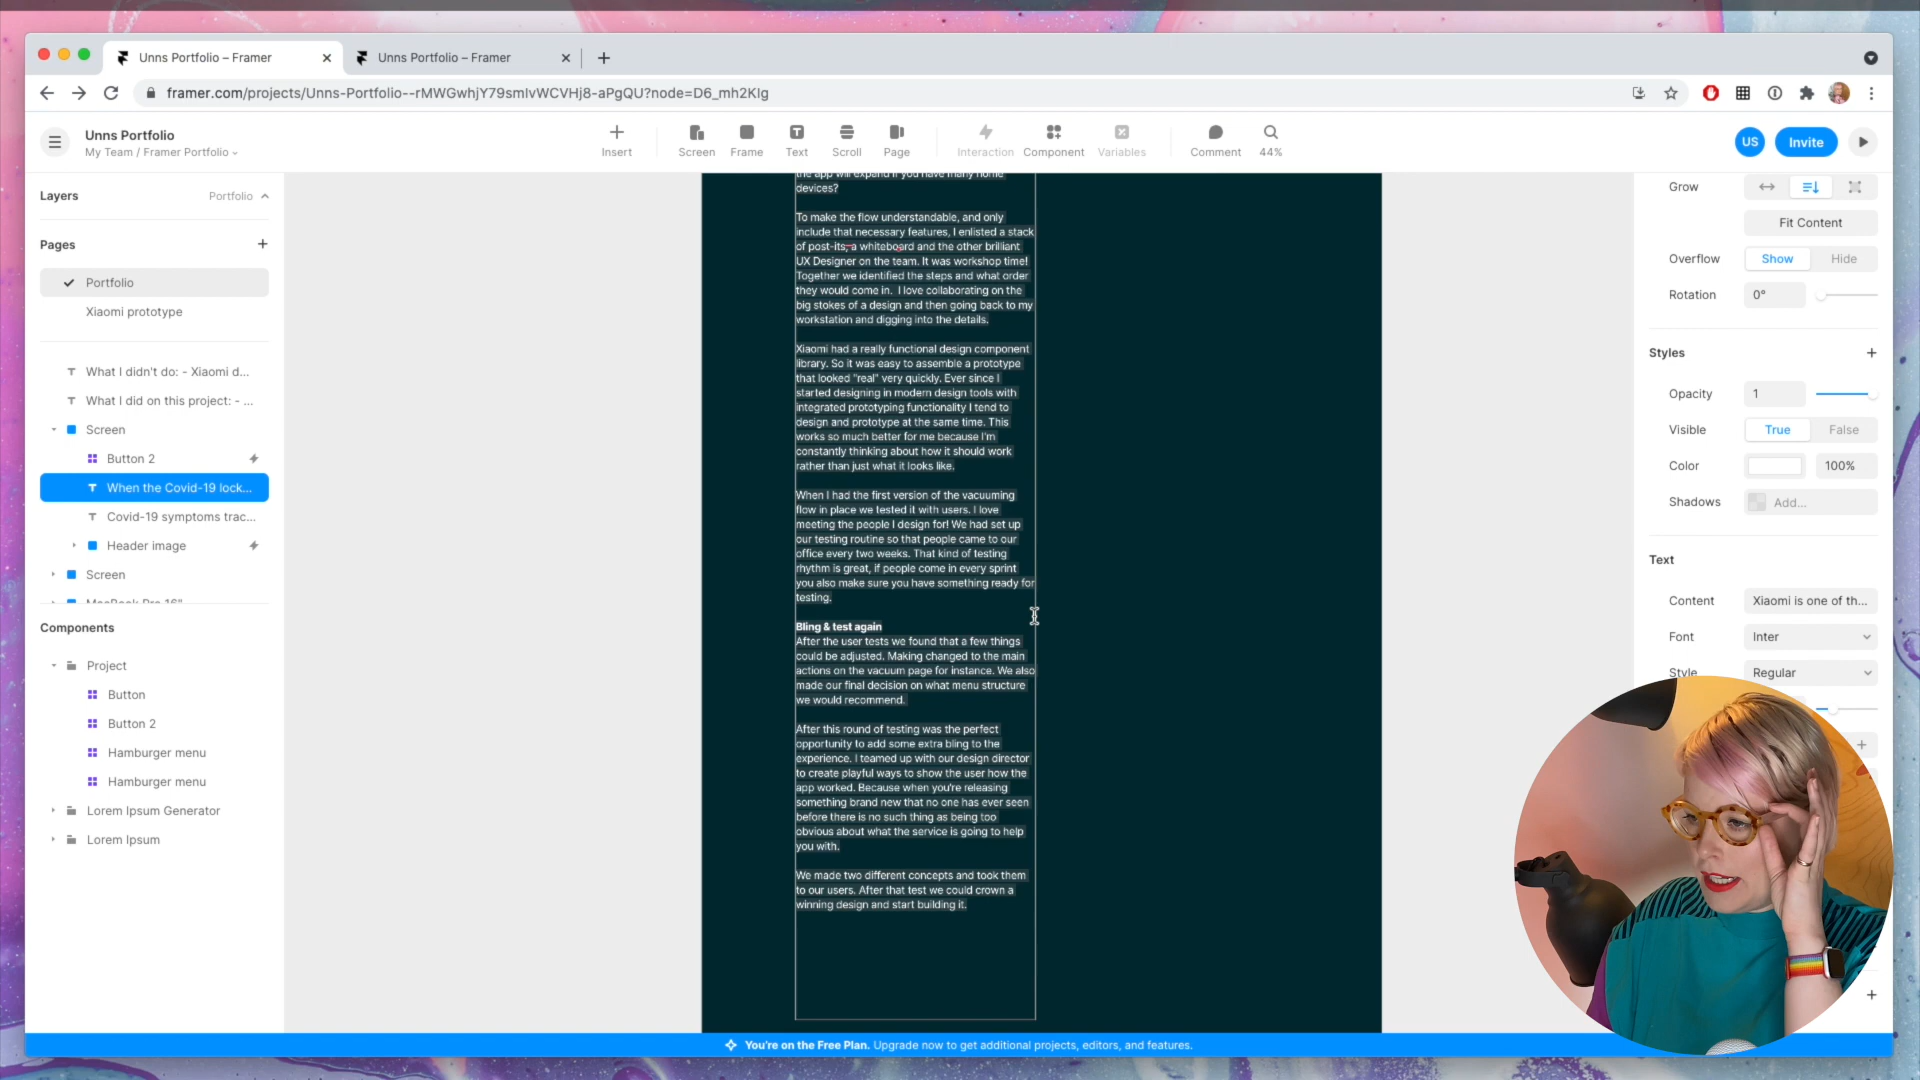 Unns Portfolio – Framer
Unns Portfolio – Framer
framer.com/projects/Unns-Portfolio--rMWGwhjY79smIvWCVHj8-aPgQU?node=D6_mh2KIg
Unns Portfolio
My Team / Framer Portfolio
Insert
Screen
Frame
Text
Scroll
Page
Interaction
Component
Variables
Comment
44%
US
Invite
Layers
Portfolio
Pages
Portfolio
Xiaomi prototype
What I didn't do: - Xiaomi d...
What I did on this project: - ...
Screen
Button 2
When the Covid-19 lock...
Covid-19 symptoms trac...
Header image
Screen
MacBook Pro 16"
Components
Project
Button
Button 2
Hamburger menu
Hamburger menu
Lorem Ipsum Generator
Lorem Ipsum
the app will expand if you have many home
devices?
To make the flow understandable, and only
include that necessary features, I enlisted a stack
of post-its, a whiteboard and the other brilliant
UX Designer on the team. It was workshop time!
Together we identified the steps and what order
they would come in. I love collaborating on the
big stokes of a design and then going back to my
workstation and digging into the details.
Xiaomi had a really functional design component
library. So it was easy to assemble a prototype
that looked "real" very quickly. Ever since I
started designing in modern design tools with
integrated prototyping functionality I tend to
design and prototype at the same time. This
works so much better for me because I'm
constantly thinking about how it should work
rather than just what it looks like.
When I had the first version of the vacuuming
flow in place we tested it with users. I love
meeting the people I design for! We had set up
our testing routine so that people came to our
office every two weeks. That kind of testing
rhythm is great, if people come in every sprint
you also make sure you have something ready for
testing.
Bling & test again
After the user tests we found that a few things
could be adjusted. Making changed to the main
actions on the vacuum page for instance. We also
made our final decision on what menu structure
we would recommend.
After this round of testing was the perfect
opportunity to add some extra bling to the
experience. I teamed up with our design director
to create playful ways to show the user how the
app worked. Because when you're releasing
something brand new that no one has ever seen
before there is no such thing as being too
obvious about what the service is going to help
you with.
We made two different concepts and took them
to our users. After that test we could crown a
winning design and start building it.
Grow
Fit Content
Overflow
Show
Hide
Rotation
0°
Styles
Opacity
1
Visible
True
False
Color
100%
Shadows
Add...
Text
Content
Xiaomi is one of th...
Font
Inter
Style
Regular
You're on the Free Plan. Upgrade now to get additional projects, editors, and features.